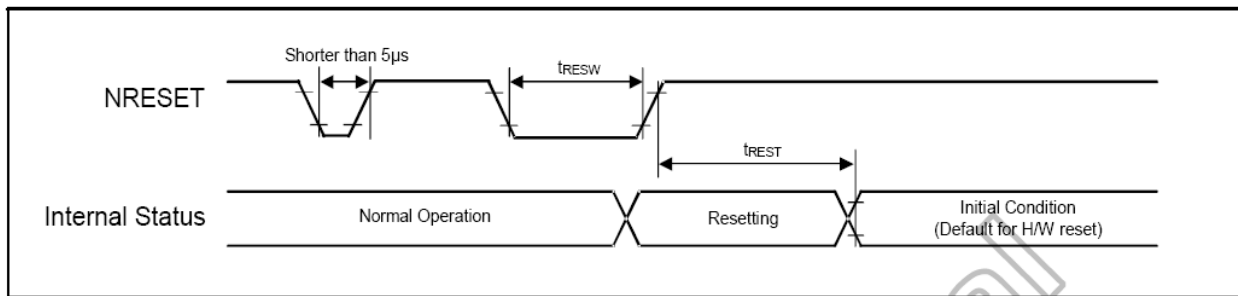 Shorter than 5µs
tRESW
NRESET
tREST
Internal Status
Normal Operation
Resetting
Initial Condition
(Default for H/W reset)